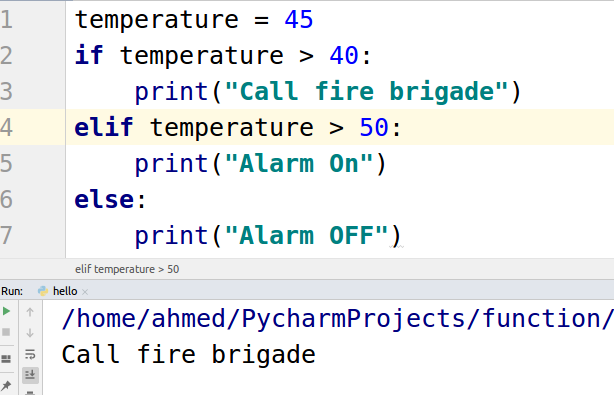 1 temperature = 45
2 if temperature > 40:
3     print("Call fire brigade")
4 elif temperature > 50:
5     print("Alarm On")
6 else:
7     print("Alarm OFF")
elif temperature > 50
Run: hello ×
/home/ahmed/PycharmProjects/function/
Call fire brigade